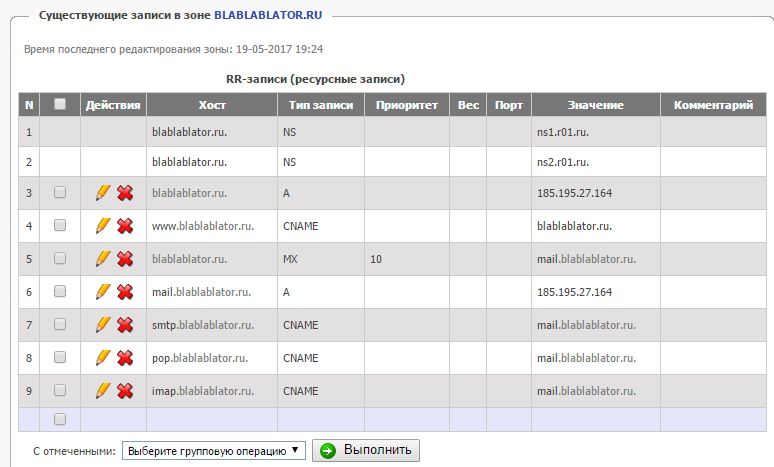 Существующие записи в зоне BLABLABLATOR.RU
Время последнего редактирования зоны: 19-05-2017 19:24
RR-записи (ресурсные записи)
N Действия Хост Тип записи Приоритет Вес Порт Значение Комментарий
1 blablablator.ru. NS ns1.r01.ru.
2 blablablator.ru. NS ns2.r01.ru.
3 blablablator.ru. A 185.195.27.164
4 www.blablablator.ru. CNAME blablablator.ru.
5 blablablator.ru. MX 10 mail.blablablator.ru.
6 mail.blablablator.ru. A 185.195.27.164
7 smtp.blablablator.ru. CNAME mail.blablablator.ru.
8 pop.blablablator.ru. CNAME mail.blablablator.ru.
9 imap.blablablator.ru. CNAME mail.blablablator.ru.
С отмеченными: Выберите групповую операцию Выполнить